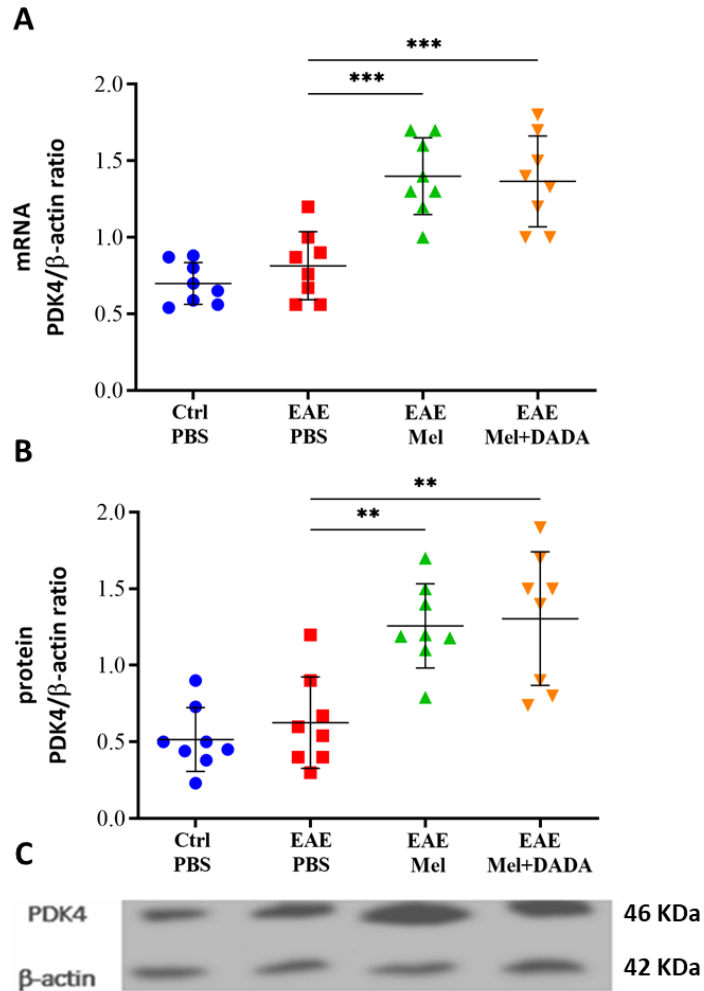 A
***
***
2.0
1.5
1.0
0.5
0.0
mRNA
PDK4/β-actin ratio
Ctrl EAE EAE EAE
PBS PBS Mel Mel+DADA
B
**
**
2.0
1.5
1.0
0.5
0.0
protein
PDK4/β-actin ratio
Ctrl EAE EAE EAE
PBS PBS Mel Mel+DADA
C
PDK4 46 KDa
β-actin 42 KDa